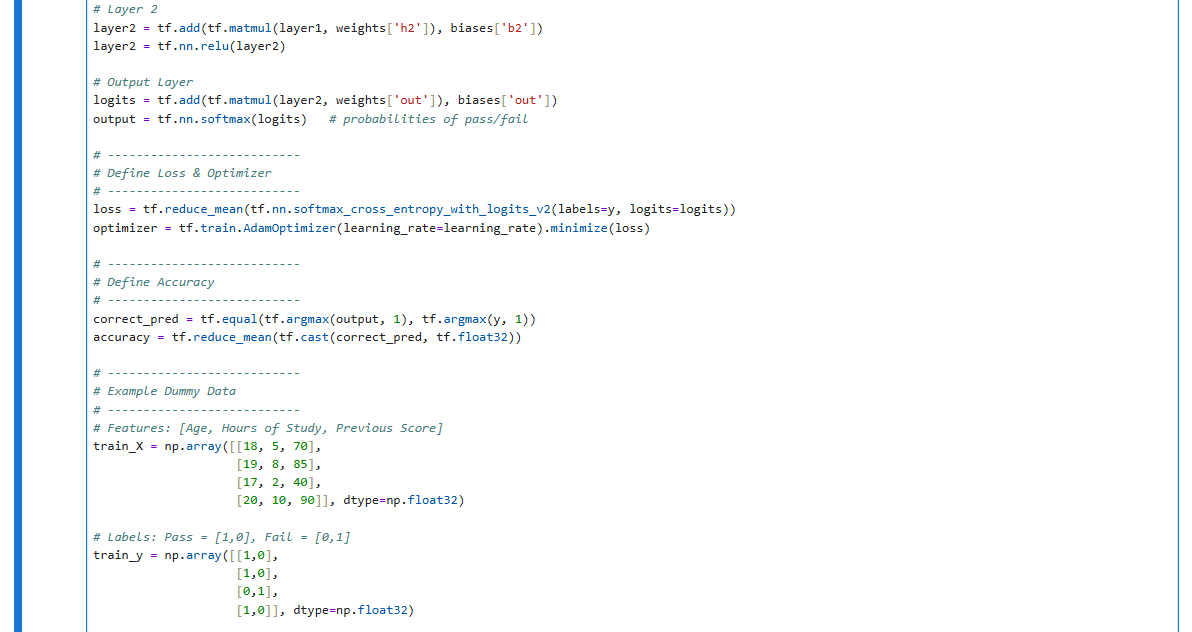 # Layer 2
layer2 = tf.add(tf.matmul(layer1, weights['h2']), biases['b2'])
layer2 = tf.nn.relu(layer2)
# Output Layer
logits = tf.add(tf.matmul(layer2, weights['out']), biases['out'])
output = tf.nn.softmax(logits)   # probabilities of pass/fail
# ---------------------------
# Define Loss & Optimizer
# ---------------------------
loss = tf.reduce_mean(tf.nn.softmax_cross_entropy_with_logits_v2(labels=y, logits=logits))
optimizer = tf.train.AdamOptimizer(learning_rate=learning_rate).minimize(loss)
# ---------------------------
# Define Accuracy
# ---------------------------
correct_pred = tf.equal(tf.argmax(output, 1), tf.argmax(y, 1))
accuracy = tf.reduce_mean(tf.cast(correct_pred, tf.float32))
# ---------------------------
# Example Dummy Data
# ---------------------------
# Features: [Age, Hours of Study, Previous Score]
train_X = np.array([[18, 5, 70],
                    [19, 8, 85],
                    [17, 2, 40],
                    [20, 10, 90]], dtype=np.float32)
# Labels: Pass = [1,0], Fail = [0,1]
train_y = np.array([[1,0],
                    [1,0],
                    [0,1],
                    [1,0]], dtype=np.float32)